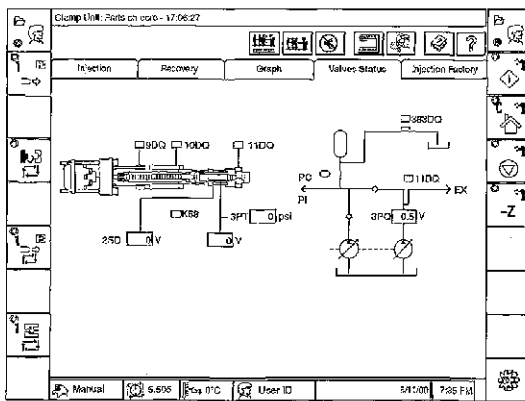 Clamp Unit: Parts on core - 17:06:27
Injection
Recovery
Graph
Valves Status
Injection Factory
383DQ
9DQ
10DQ
11DQ
PC
11DQ
PI
EX
K68
3PT 0 psi
3PQ 0.5 V
25D 0 V
0 V
-Z
Manual
5.505
0°C
User ID
7:35 PM